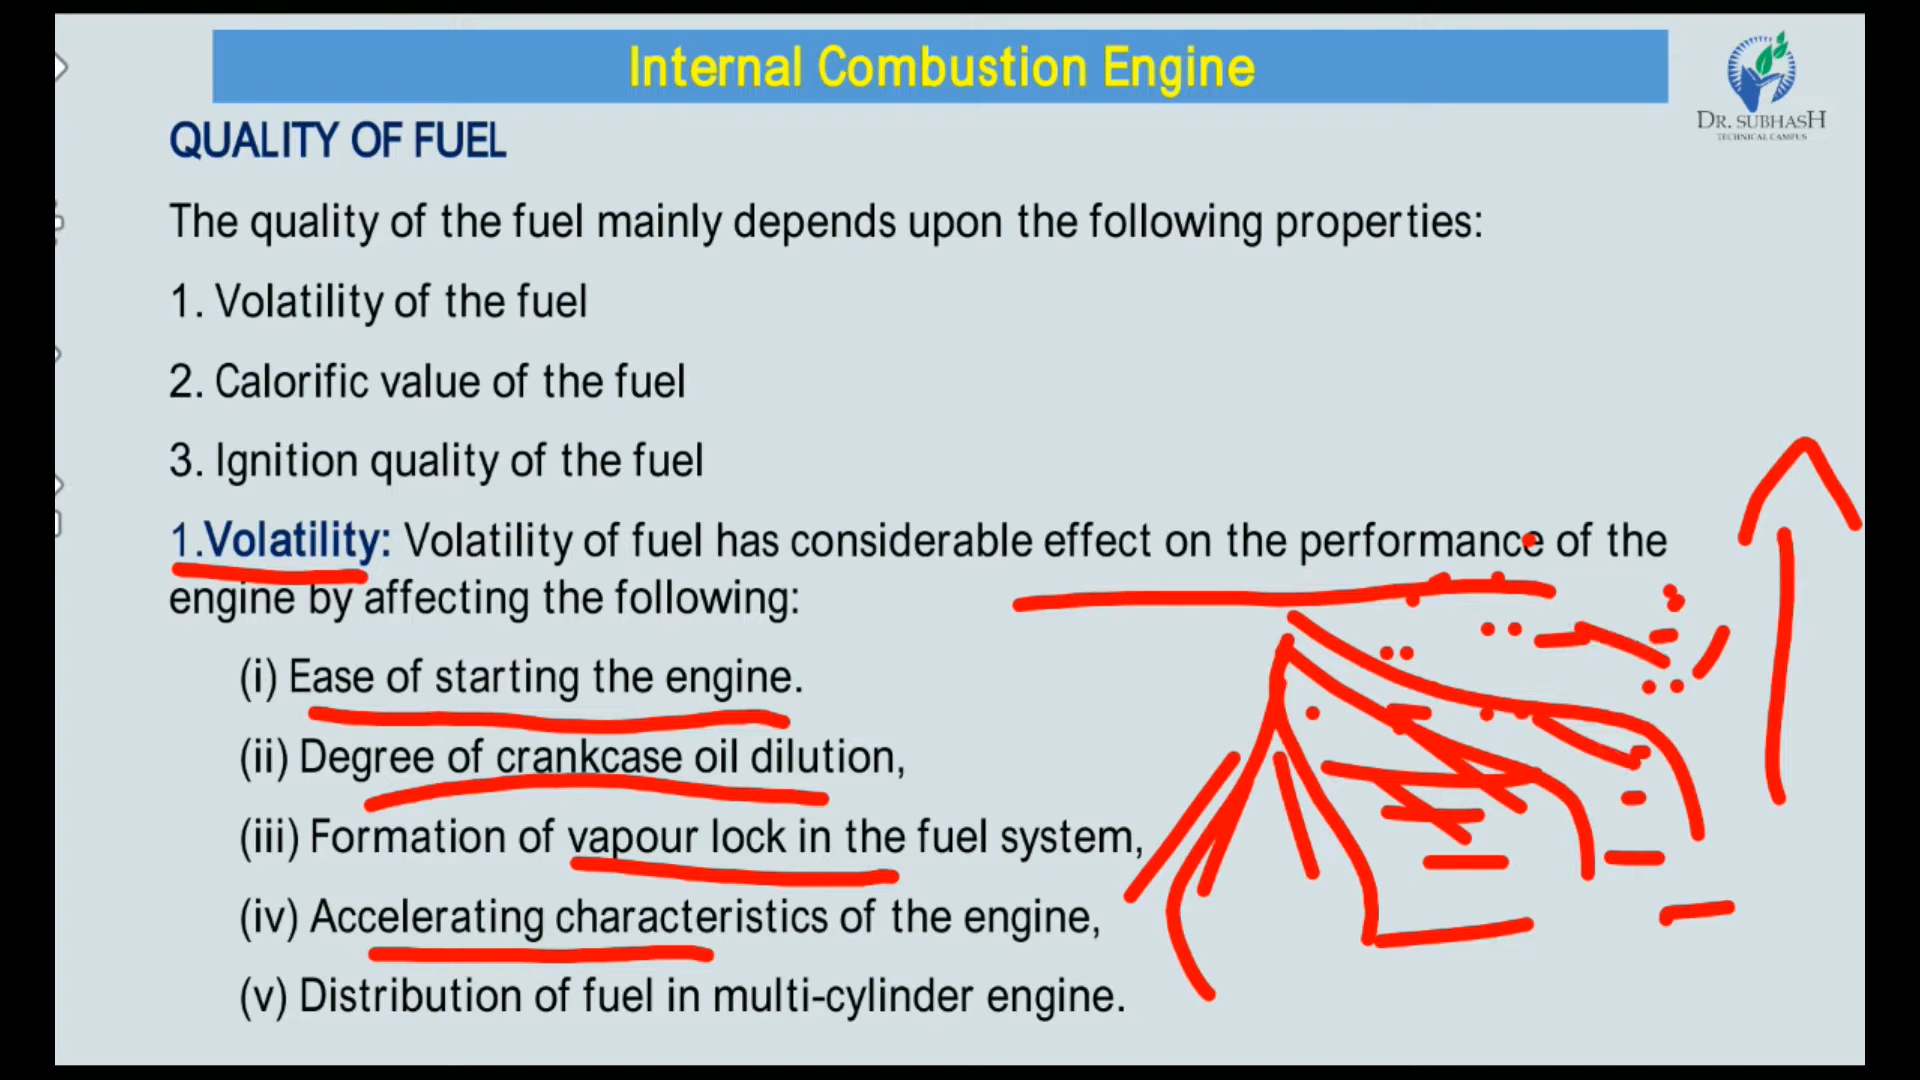 Internal Combustion Engine
DR. SUBHASH
TECHNICAL CAMPUS
QUALITY OF FUEL
The quality of the fuel mainly depends upon the following properties:
1. Volatility of the fuel
2. Calorific value of the fuel
3. Ignition quality of the fuel
1.Volatility: Volatility of fuel has considerable effect on the performance of the
engine by affecting the following:
(i) Ease of starting the engine.
(ii) Degree of crankcase oil dilution,
(iii) Formation of vapour lock in the fuel system,
(iv) Accelerating characteristics of the engine,
(v) Distribution of fuel in multi-cylinder engine.